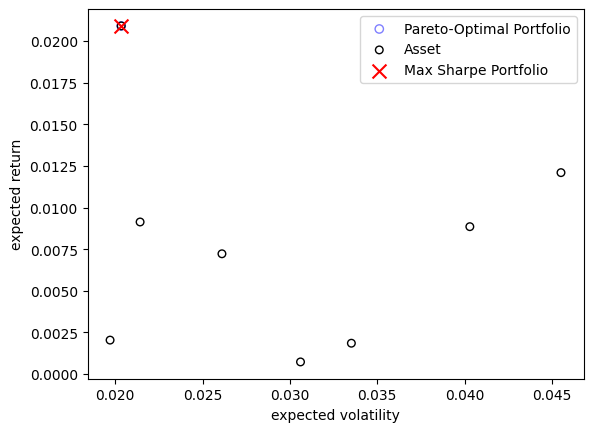 Pareto-Optimal Portfolio
Asset
Max Sharpe Portfolio
0.0200
0.0175
0.0150
0.0125
0.0100
0.0075
0.0050
0.0025
0.0000
expected return
0.020 0.025 0.030 0.035 0.040 0.045
expected volatility